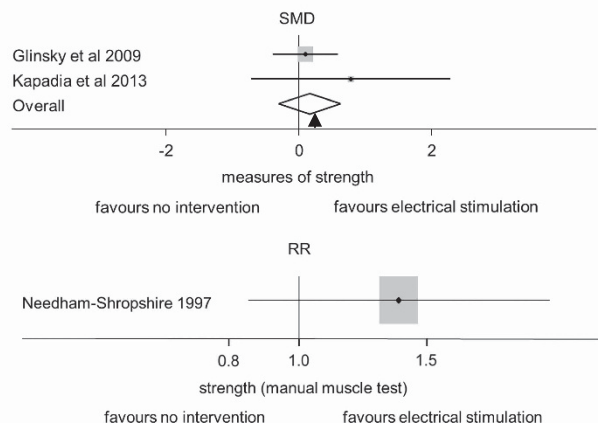 SMD
Glinsky et al 2009
Kapadia et al 2013
Overall
-2 0 2
measures of strength
favours no intervention favours electrical stimulation
RR
Needham-Shropshire 1997
0.8 1.0 1.5
strength (manual muscle test)
favours no intervention favours electrical stimulation